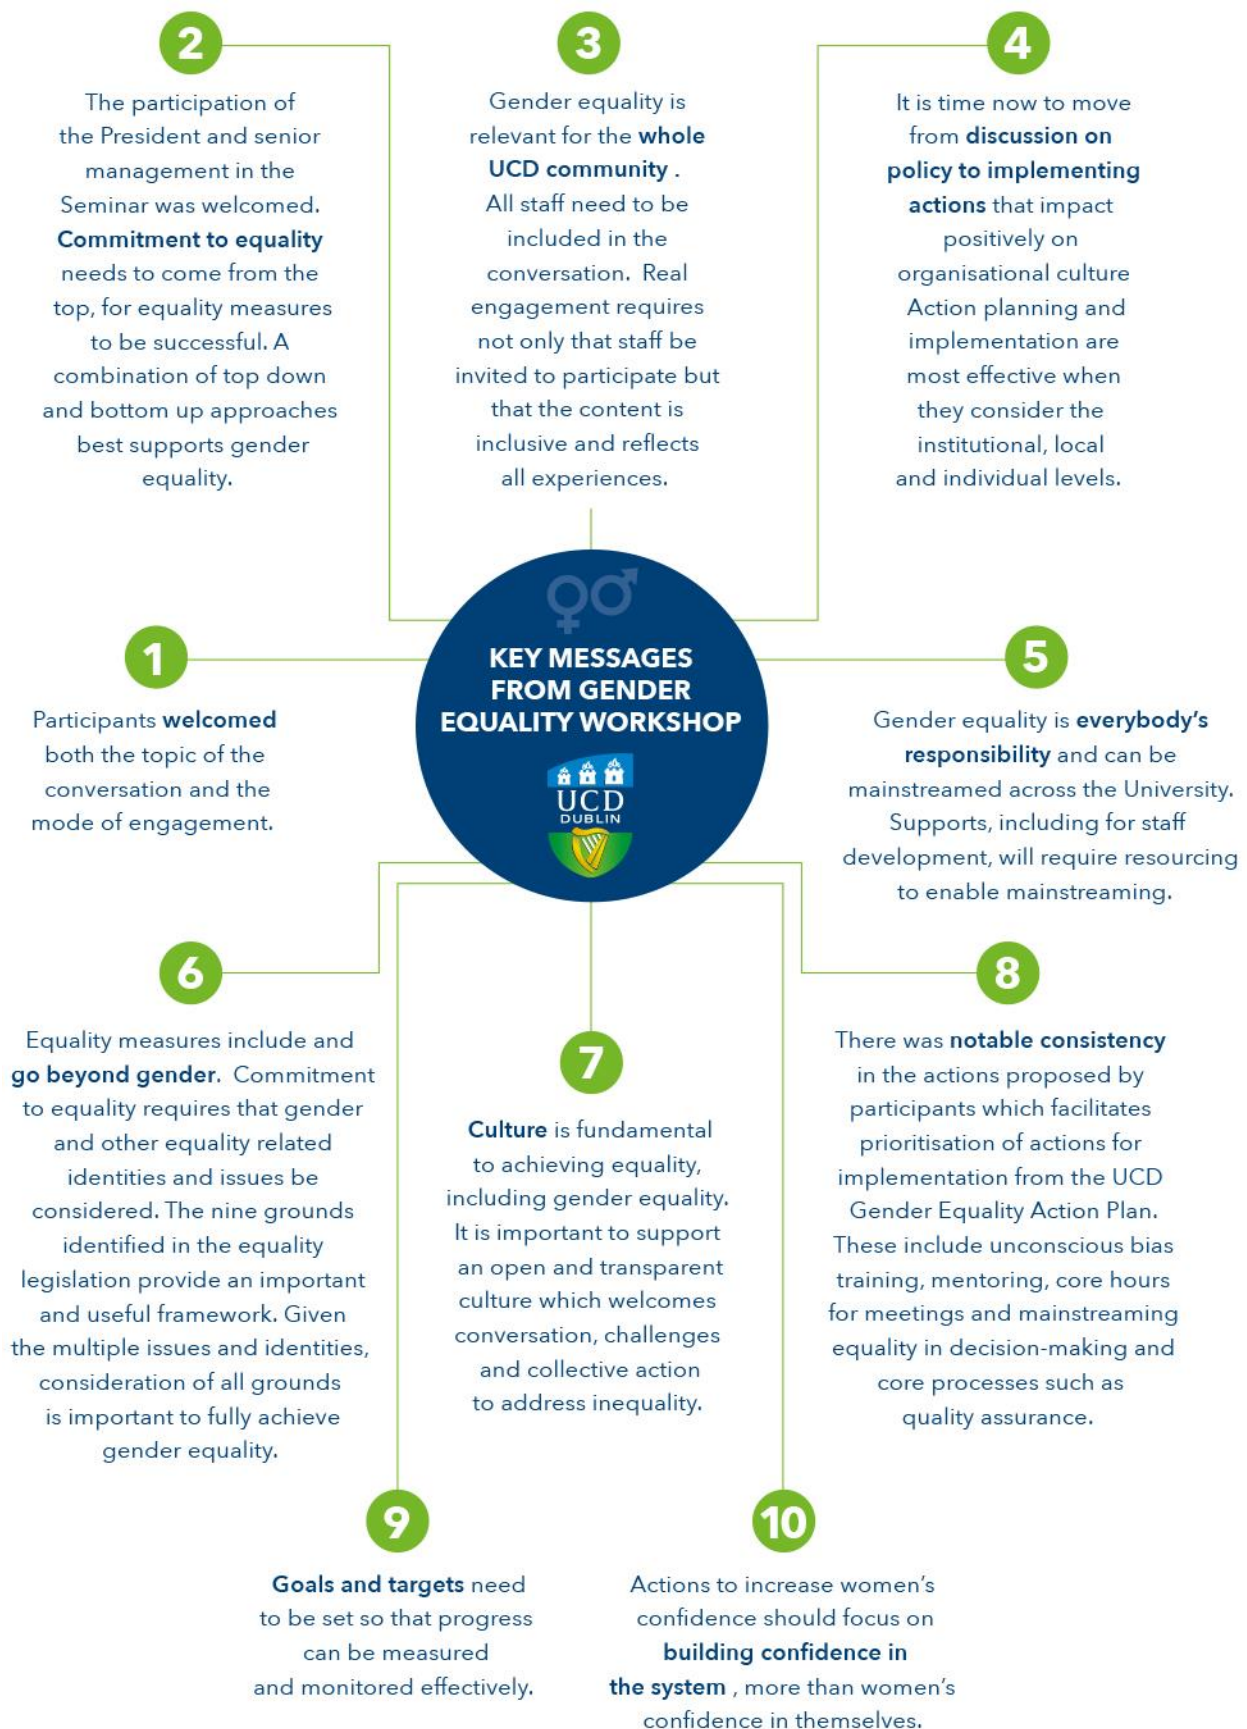 2
The participation of
the President and senior
management in the
Seminar was welcomed.
Commitment to equality
needs to come from the
top, for equality measures
to be successful. A
combination of top down
and bottom up approaches
best supports gender
equality.
3
Gender equality is
relevant for the whole
UCD community .
All staff need to be
included in the
conversation. Real
engagement requires
not only that staff be
invited to participate but
that the content is
inclusive and reflects
all experiences.
4
It is time now to move
from discussion on
policy to implementing
actions that impact
positively on
organisational culture
Action planning and
implementation are
most effective when
they consider the
institutional, local
and individual levels.
KEY MESSAGES
FROM GENDER
EQUALITY WORKSHOP
UCD
DUBLIN
1
Participants welcomed
both the topic of the
conversation and the
mode of engagement.
5
Gender equality is everybody's
responsibility and can be
mainstreamed across the University.
Supports, including for staff
development, will require resourcing
to enable mainstreaming.
6
Equality measures include and
go beyond gender. Commitment
to equality requires that gender
and other equality related
identities and issues be
considered. The nine grounds
identified in the equality
legislation provide an important
and useful framework. Given
the multiple issues and identities,
consideration of all grounds
is important to fully achieve
gender equality.
7
Culture is fundamental
to achieving equality,
including gender equality.
It is important to support
an open and transparent
culture which welcomes
conversation, challenges
and collective action
to address inequality.
8
There was notable consistency
in the actions proposed by
participants which facilitates
prioritisation of actions for
implementation from the UCD
Gender Equality Action Plan.
These include unconscious bias
training, mentoring, core hours
for meetings and mainstreaming
equality in decision-making and
core processes such as
quality assurance.
9
Goals and targets need
to be set so that progress
can be measured
and monitored effectively.
10
Actions to increase women's
confidence should focus on
building confidence in
the system , more than women's
confidence in themselves.